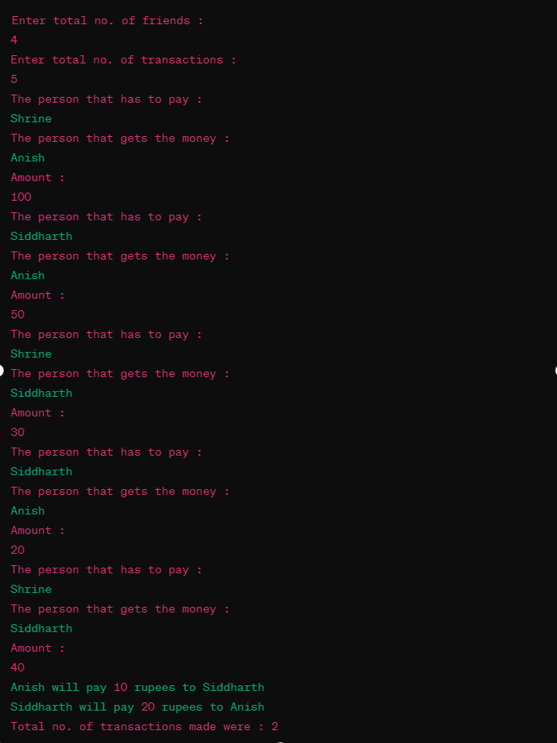 Enter total no. of friends :
4
Enter total no. of transactions :
5
The person that has to pay :
Shrine
The person that gets the money :
Anish
Amount :
100
The person that has to pay :
Siddharth
The person that gets the money :
Anish
Amount :
50
The person that has to pay :
Shrine
The person that gets the money :
Siddharth
Amount :
30
The person that has to pay :
Siddharth
The person that gets the money :
Anish
Amount :
20
The person that has to pay :
Shrine
The person that gets the money :
Siddharth
Amount :
40
Anish will pay 10 rupees to Siddharth
Siddharth will pay 20 rupees to Anish
Total no. of transactions made were : 2